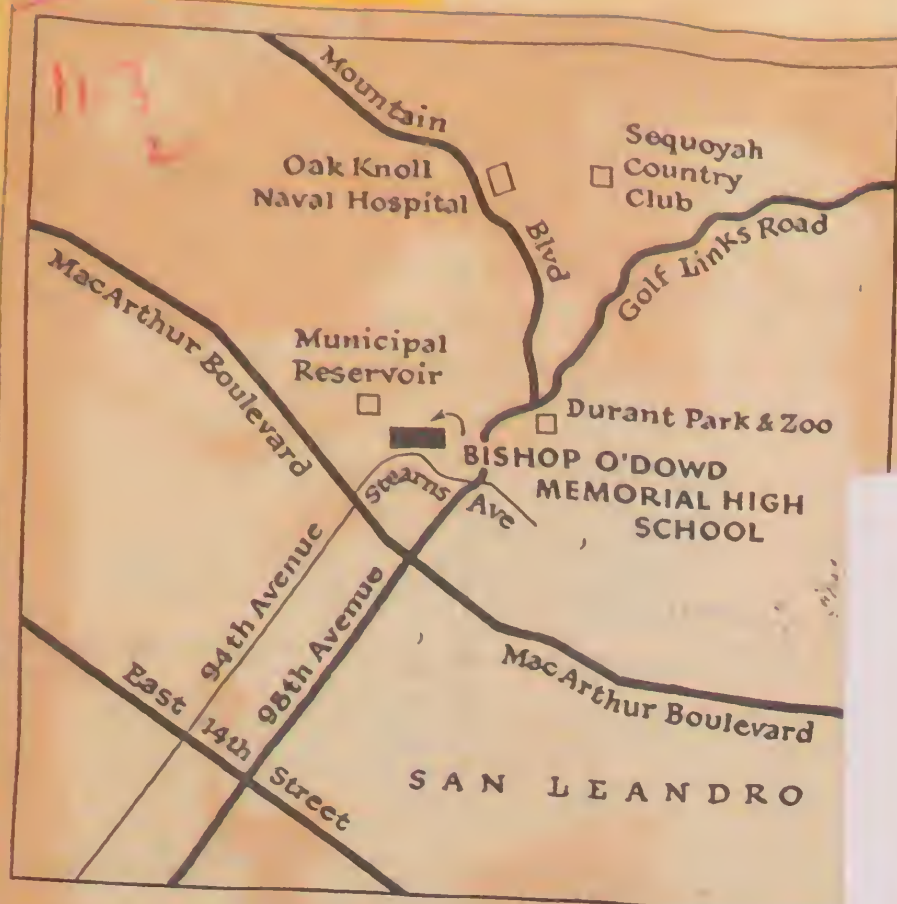 Mountain
Blvd
Oak Knoll
Naval Hospital
Sequoyah
Country
Club
Golf Links Road
MacArthur Boulevard
Municipal
Reservoir
Durant Park & Zoo
BISHOP O'DOWD
MEMORIAL HIGH
SCHOOL
Stearns
Ave
94th Avenue
98th Avenue
MacArthur Boulevard
East 14th Street
SAN LEANDRO